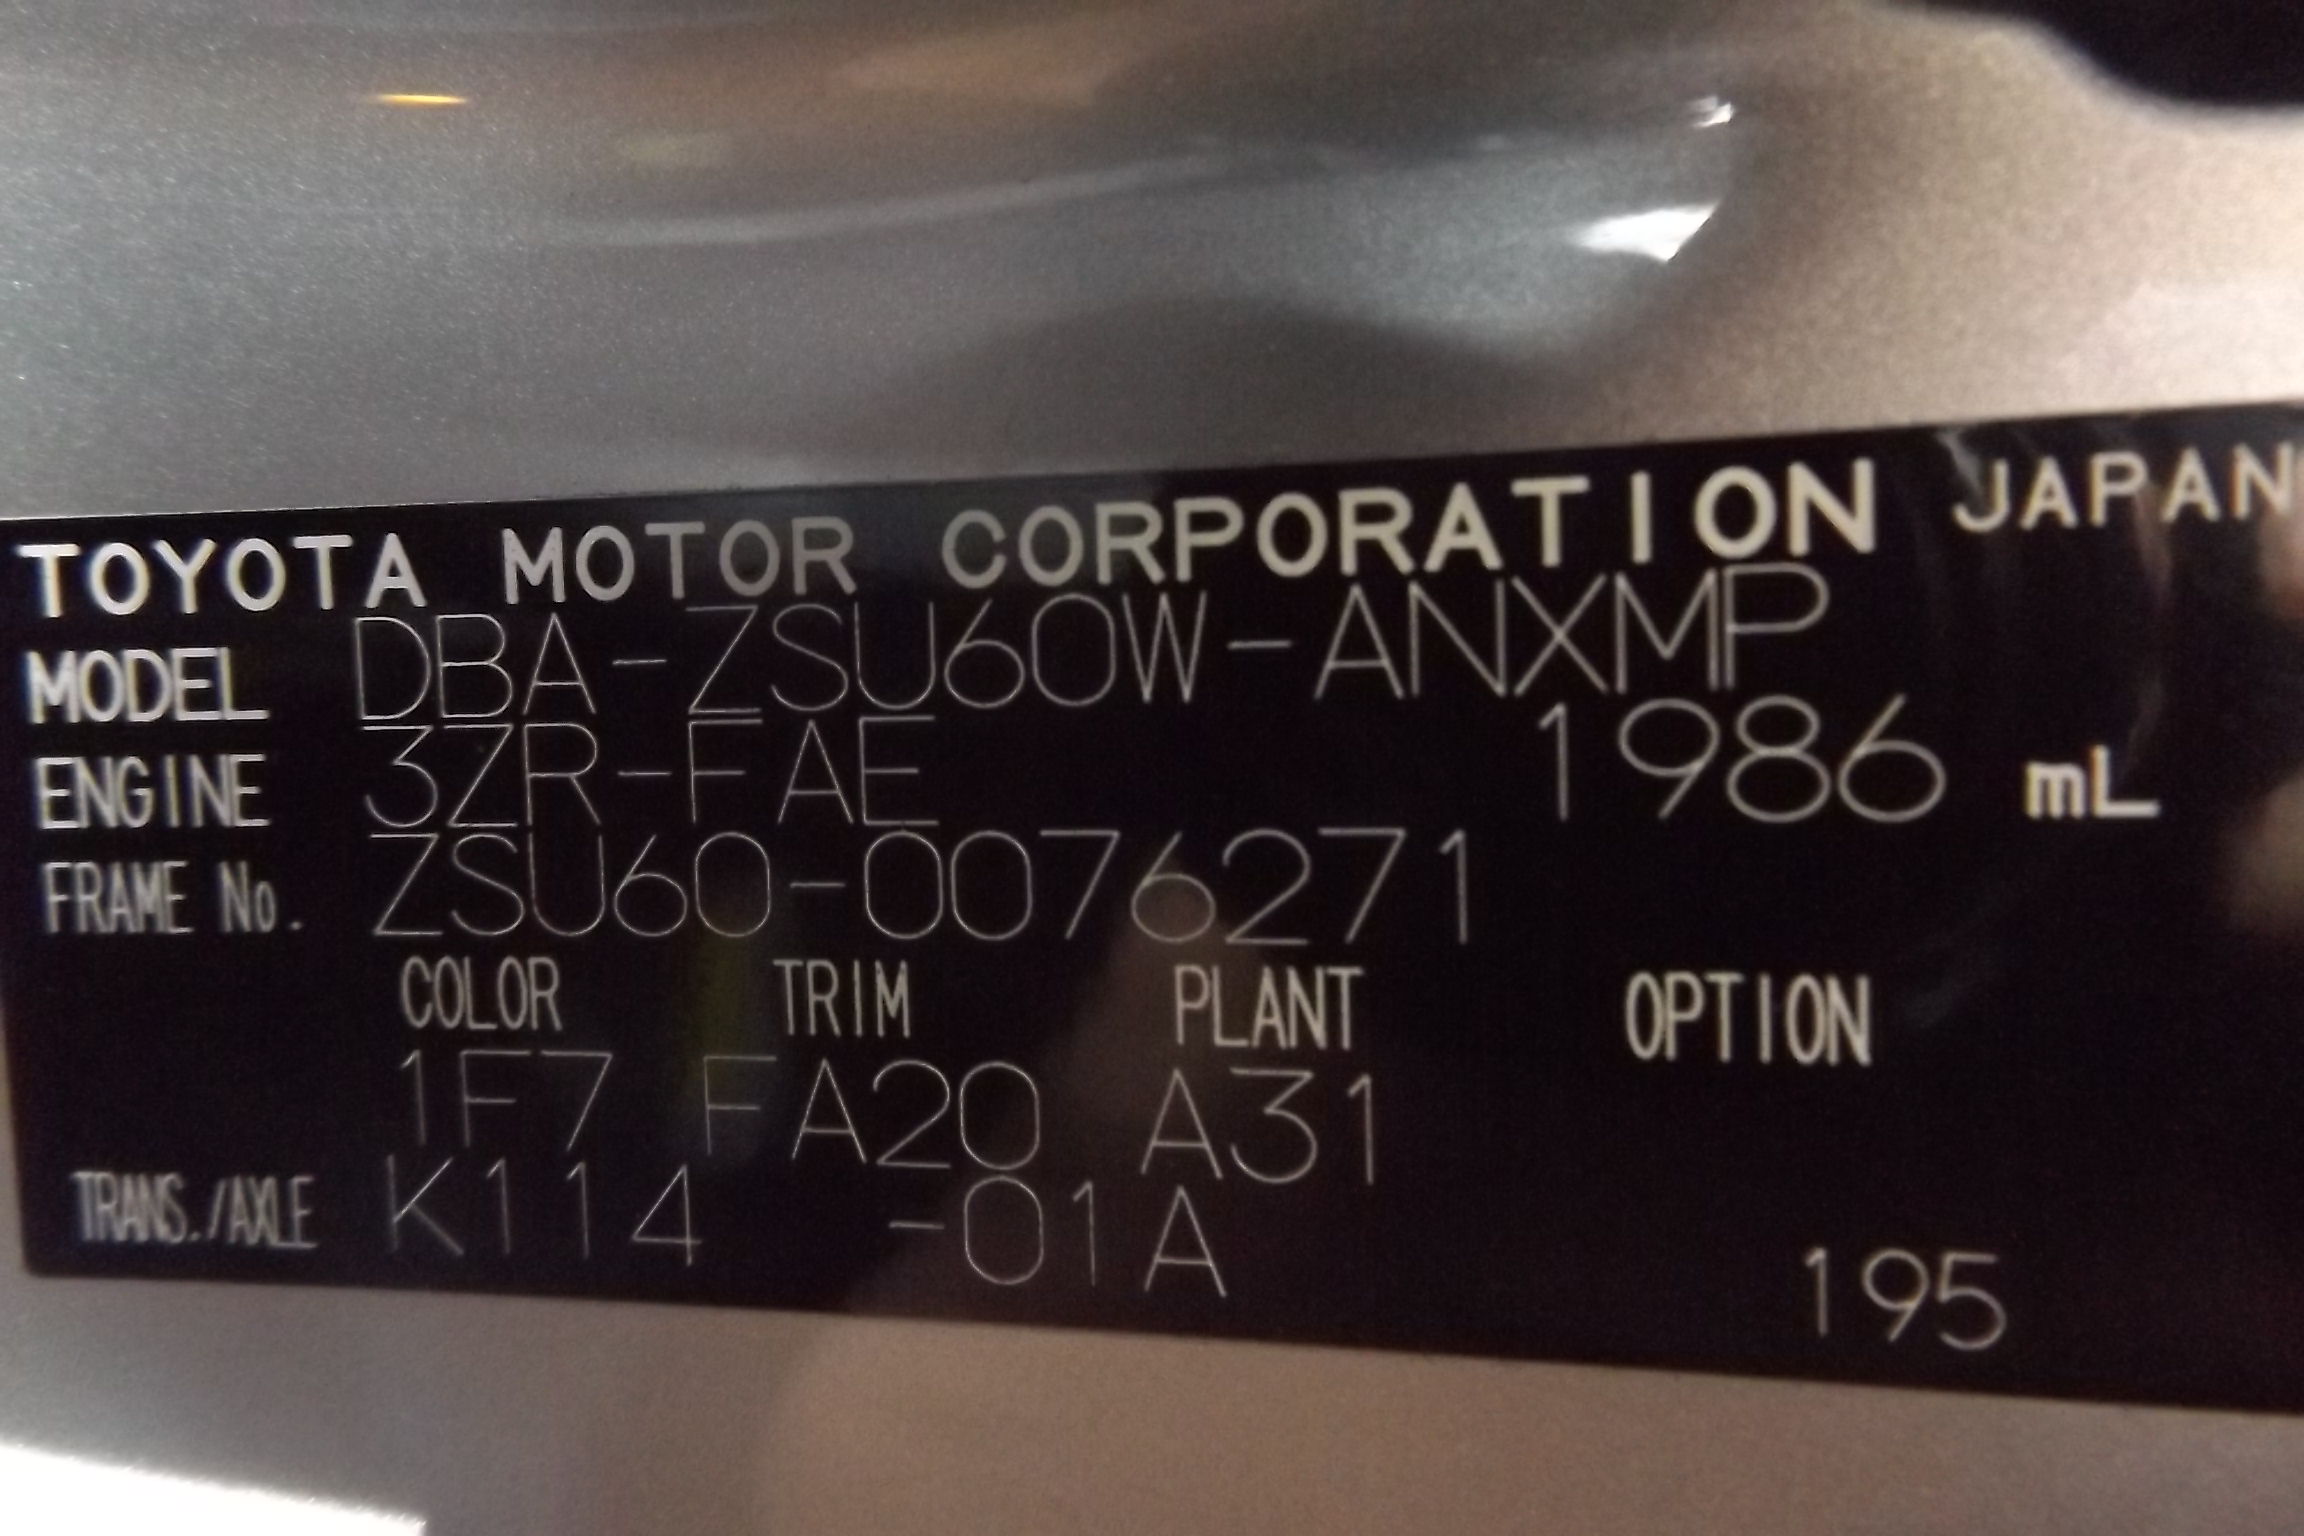 TOYOTA MOTOR CORPORATION JAPAN
MODEL DBA-ZSU60W-ANXMP
ENGINE 3ZR-FAE 1986 mL
FRAME No. ZSU60-0076271
COLOR TRIM PLANT OPTION
1F7 FA20 A31
TRANS./AXLE K114 -01A
195